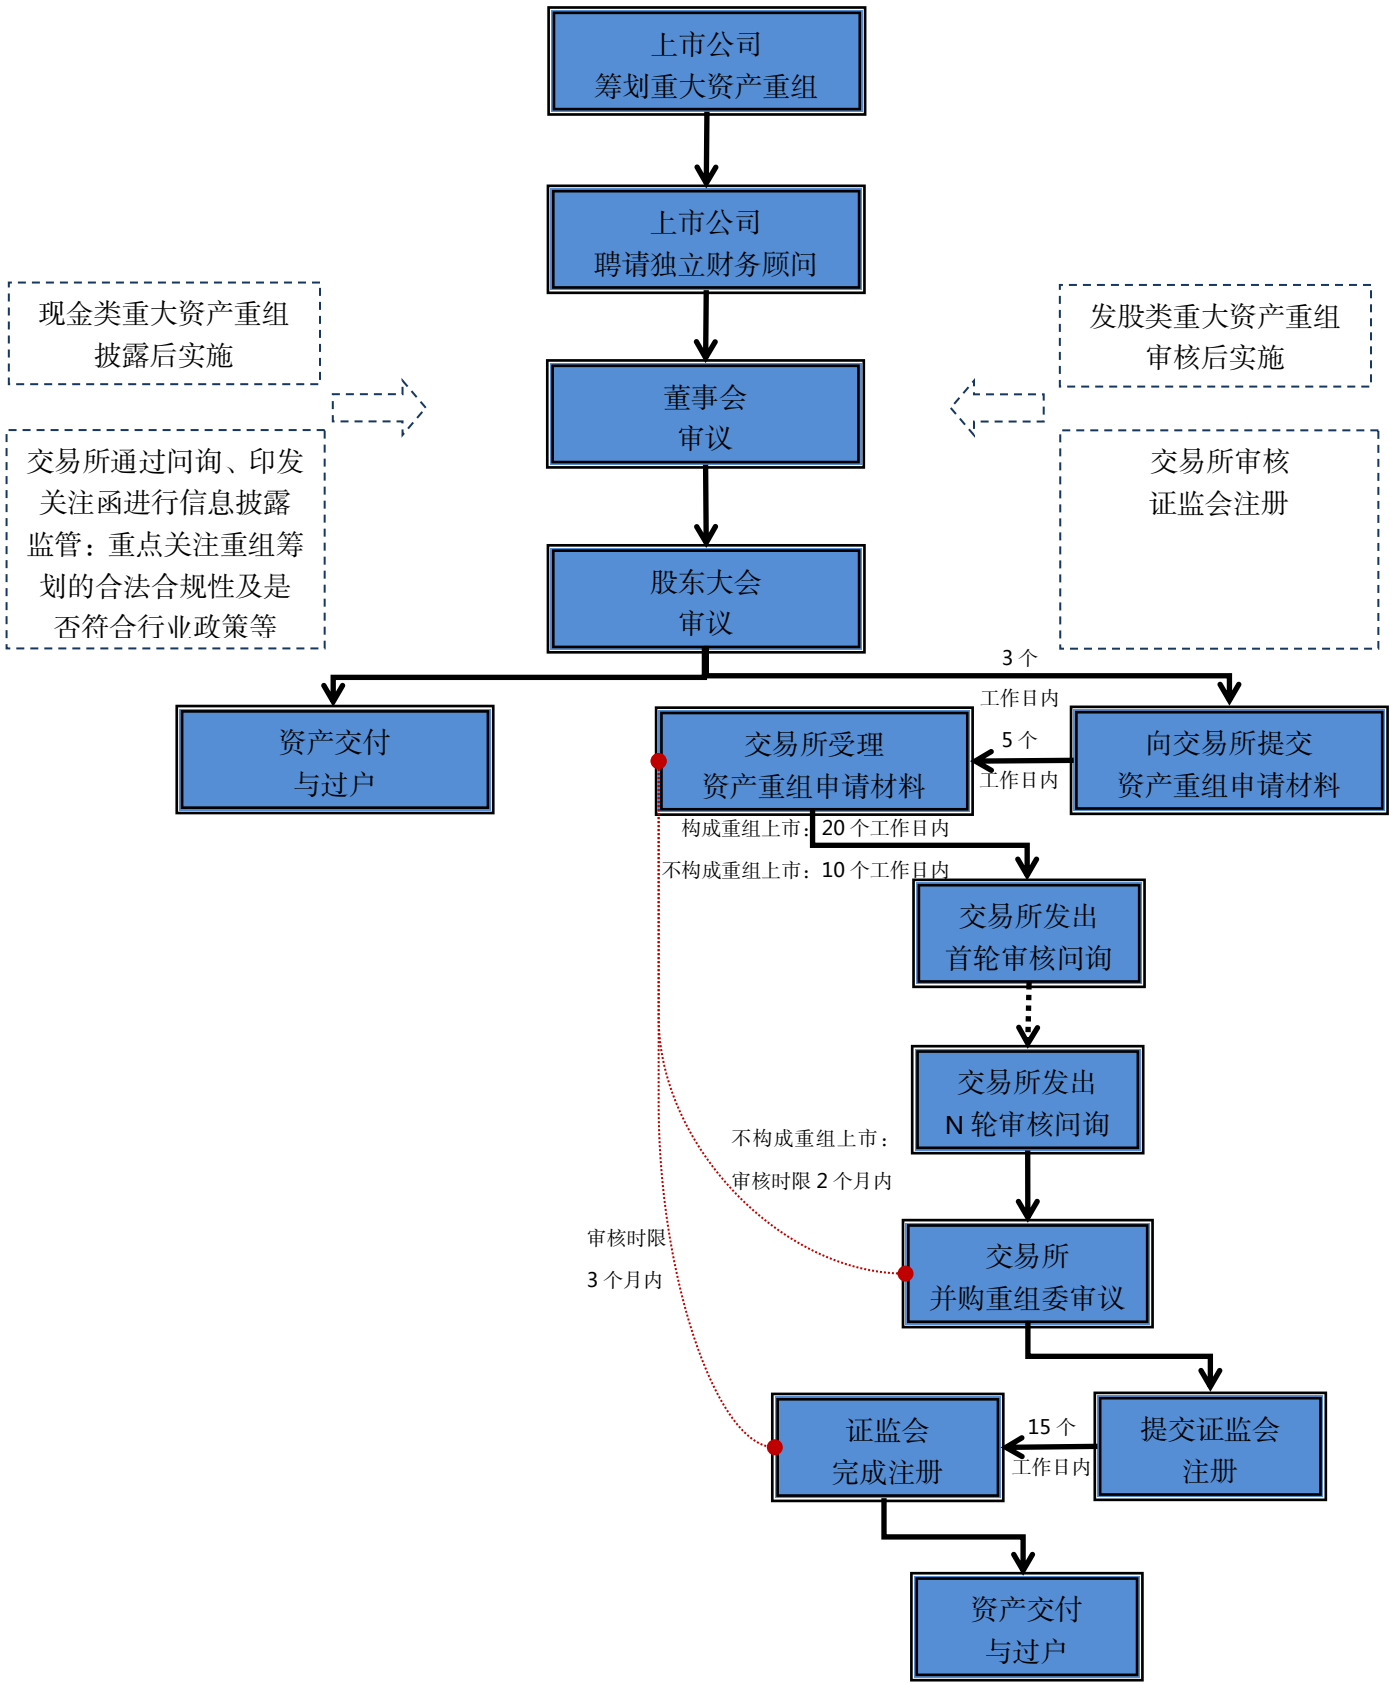 上市公司
筹划重大资产重组
上市公司
聘请独立财务顾问
现金类重大资产重组
披露后实施
发股类重大资产重组
审核后实施
董事会
审议
交易所通过问询、印发
关注函进行信息披露
监管：重点关注重组筹
划的合法合规性及是
否符合行业政策等
交易所审核
证监会注册
股东大会
审议
3 个
工作日内
资产交付
与过户
交易所受理
资产重组申请材料
5 个
工作日内
向交易所提交
资产重组申请材料
构成重组上市：20 个工作日内
不构成重组上市：10 个工作日内
交易所发出
首轮审核问询
交易所发出
N 轮审核问询
不构成重组上市：
审核时限 2 个月内
审核时限
3 个月内
交易所
并购重组委审议
证监会
完成注册
15 个
工作日内
提交证监会
注册
资产交付
与过户